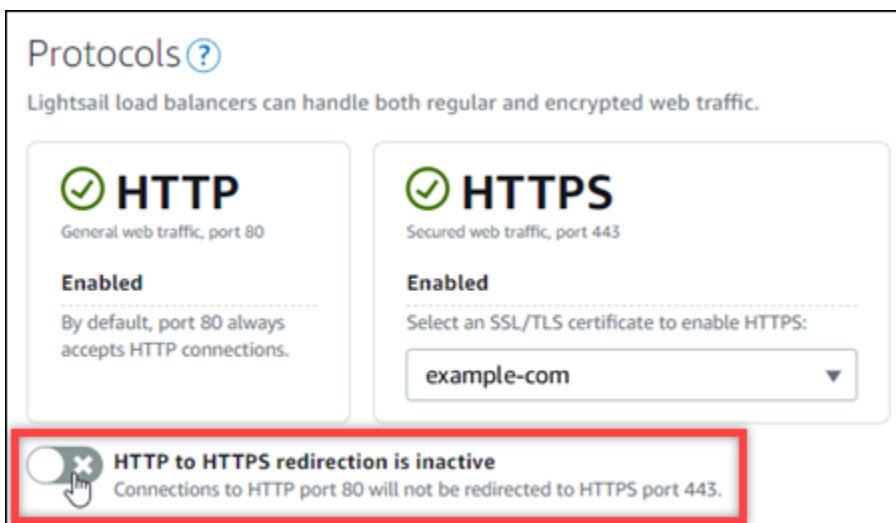 Protocols ?
Lightsail load balancers can handle both regular and encrypted web traffic.
HTTP
General web traffic, port 80
Enabled
By default, port 80 always
accepts HTTP connections.
HTTPS
Secured web traffic, port 443
Enabled
Select an SSL/TLS certificate to enable HTTPS:
example-com
HTTP to HTTPS redirection is inactive
Connections to HTTP port 80 will not be redirected to HTTPS port 443.